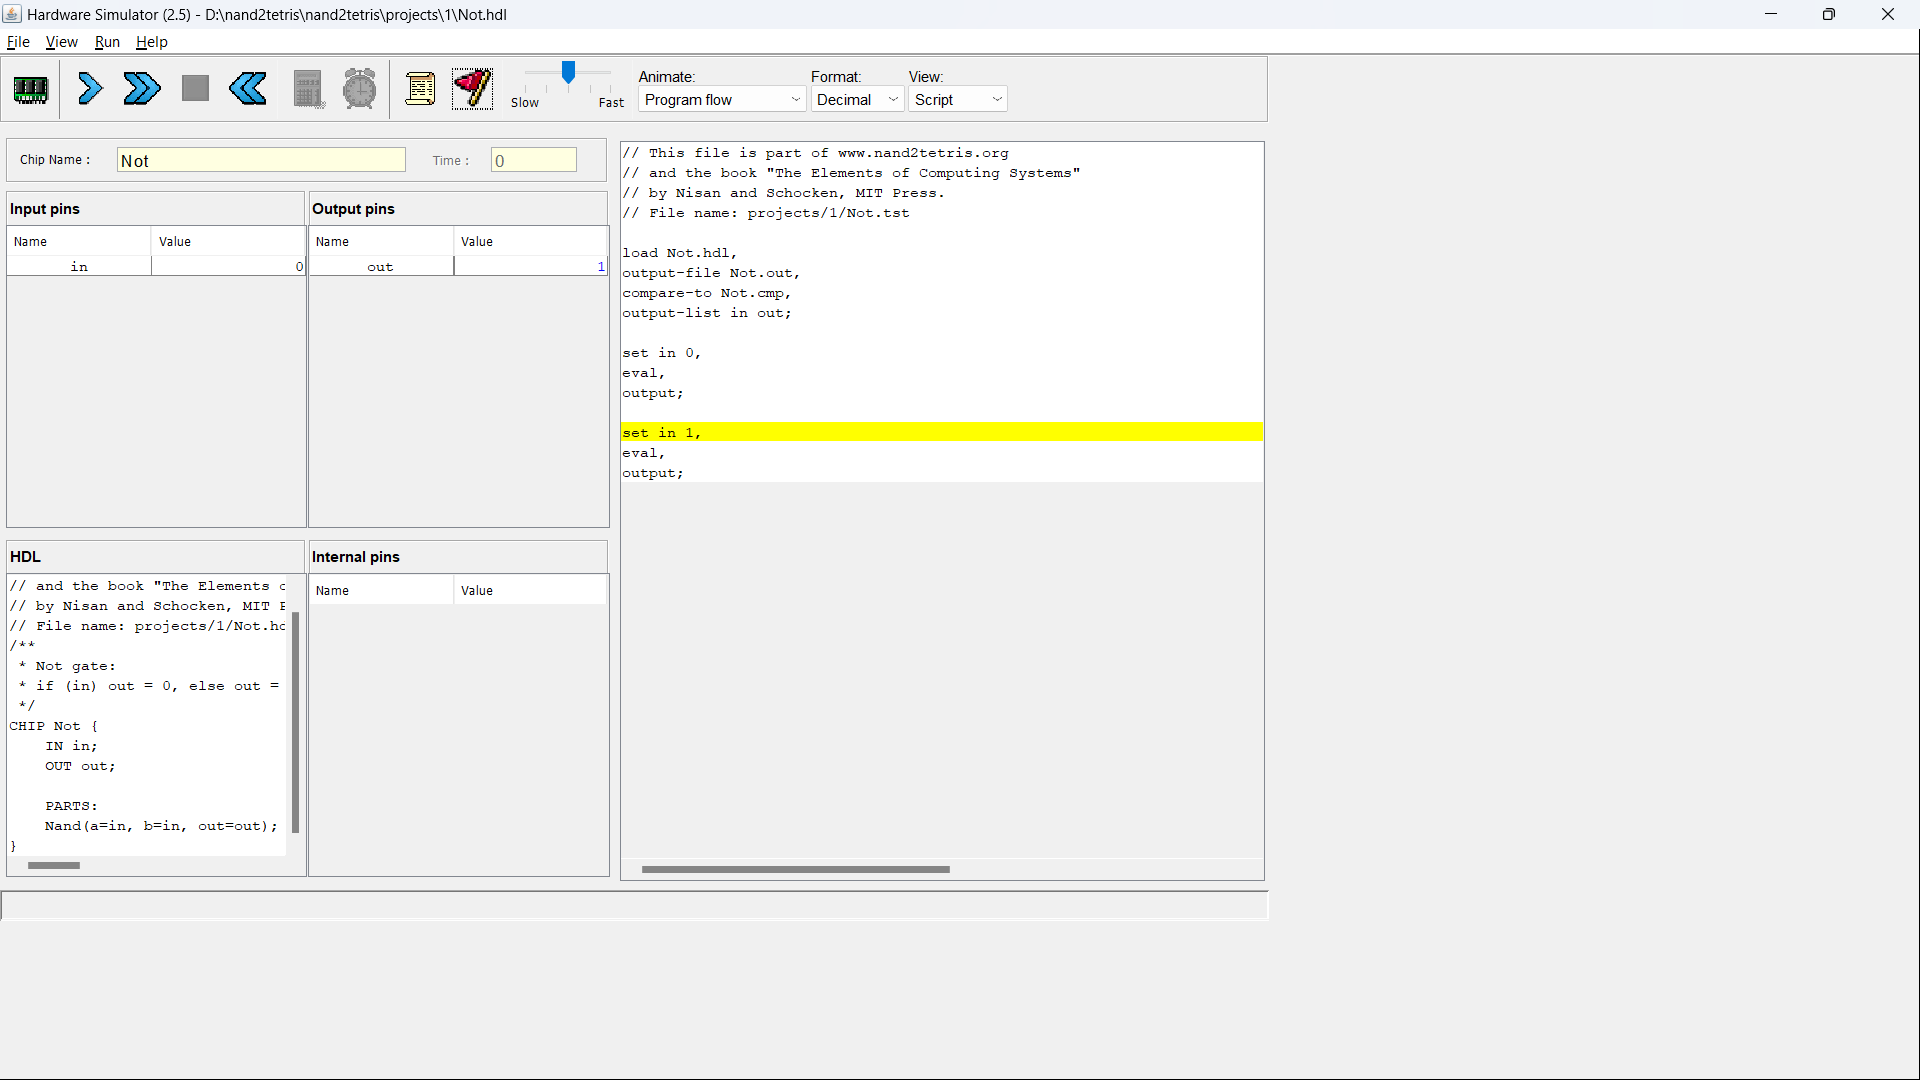 Hardware Simulator (2.5) - D:\nand2tetris\nand2tetris\projects\1\Not.hdl
File View Run Help
Slow Fast
Animate: Format: View:
Program flow Decimal Script
Chip Name : Not Time : 0
Input pins Output pins
Name Value Name Value
in 0 out 1
// This file is part of www.nand2tetris.org
// and the book "The Elements of Computing Systems"
// by Nisan and Schocken, MIT Press.
// File name: projects/1/Not.tst
load Not.hdl,
output-file Not.out,
compare-to Not.cmp,
output-list in out;
set in 0,
eval,
output;
set in 1,
eval,
output;
HDL
// and the book "The Elements
// by Nisan and Schocken, MIT
// File name: projects/1/Not.
/**
* Not gate:
* if (in) out = 0, else out =
*/
CHIP Not {
IN in;
OUT out;
PARTS:
Nand(a=in, b=in, out=out);
}
Internal pins
Name Value